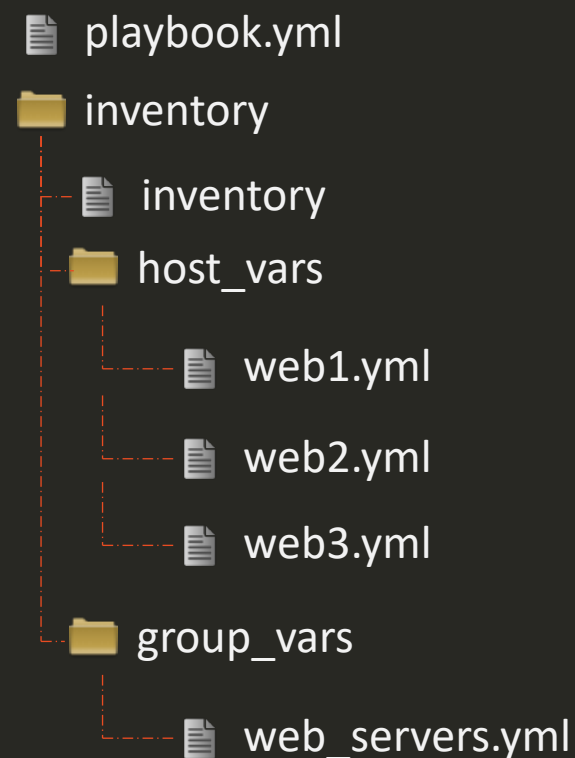 playbook.yml
inventory
inventory
host_vars
web1.yml
web2.yml
web3.yml
group_vars
web_servers.yml